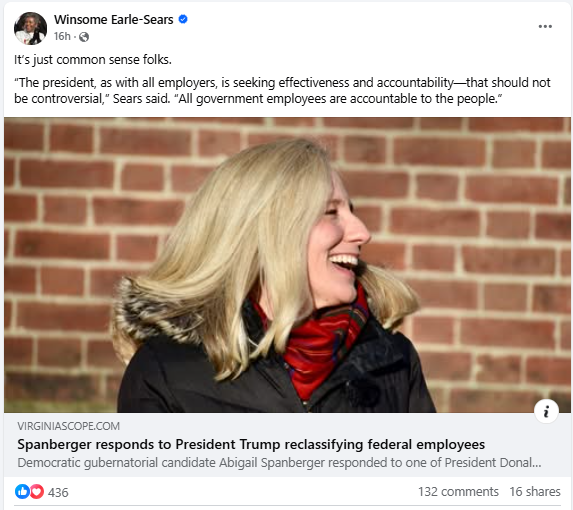 Winsome Earle-Sears
16h ·
It's just common sense folks.
“The president, as with all employers, is seeking effectiveness and accountability—that should not
be controversial,” Sears said. “All government employees are accountable to the people.”
i
VIRGINIASCOPE.COM
Spanberger responds to President Trump reclassifying federal employees
Democratic gubernatorial candidate Abigail Spanberger responded to one of President Donal...
436
132 comments 16 shares